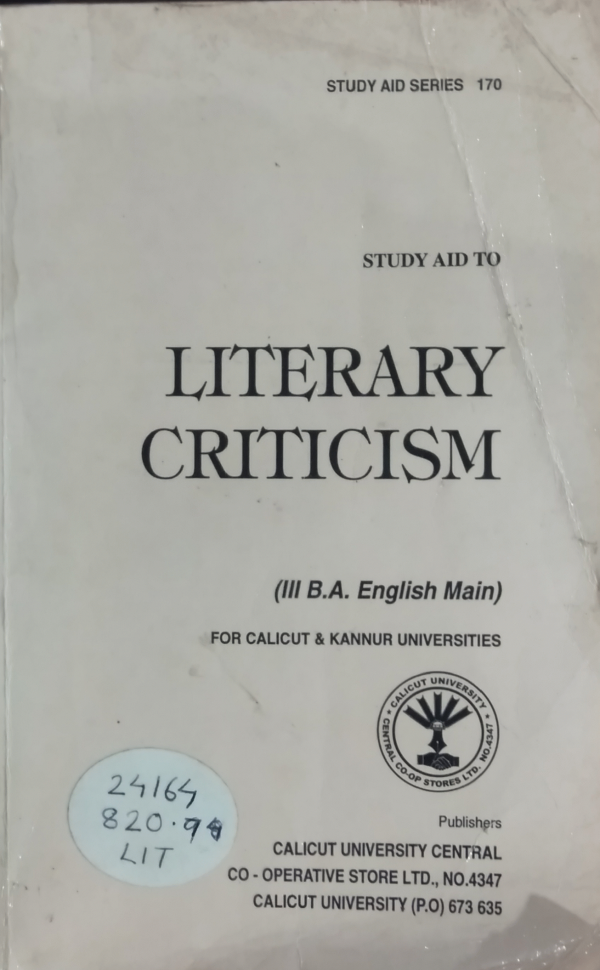 STUDY AID SERIES 170
STUDY AID TO
LITERARY
CRITICISM
(III B.A. English Main)
FOR CALICUT & KANNUR UNIVERSITIES
★ CALICUT UNIVERSITY ★
CENTRAL CO-OP STORES LTD. NO.4347
24164
820.94
LIT
Publishers
CALICUT UNIVERSITY CENTRAL
CO - OPERATIVE STORE LTD., NO.4347
CALICUT UNIVERSITY (P.O) 673 635